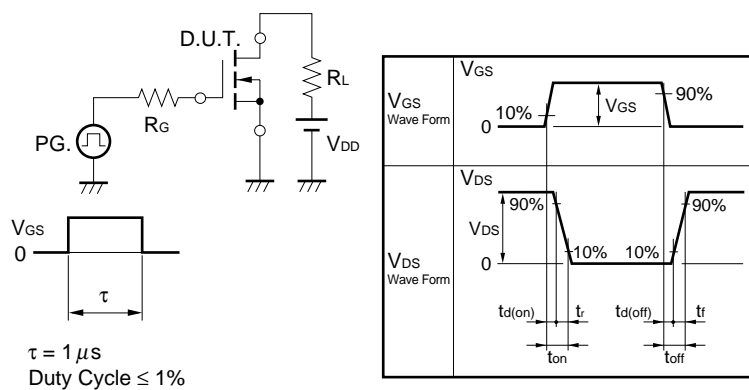 D.U.T.
RL
RG
PG.
VDD
VGS
0
τ
τ = 1 μs
Duty Cycle ≤ 1%
VGS
Wave Form
VGS
10%
VGS
90%
0
VDS
Wave Form
VDS
90%
VDS
10%
10%
90%
0
td(on)
tr
td(off)
tf
ton
toff